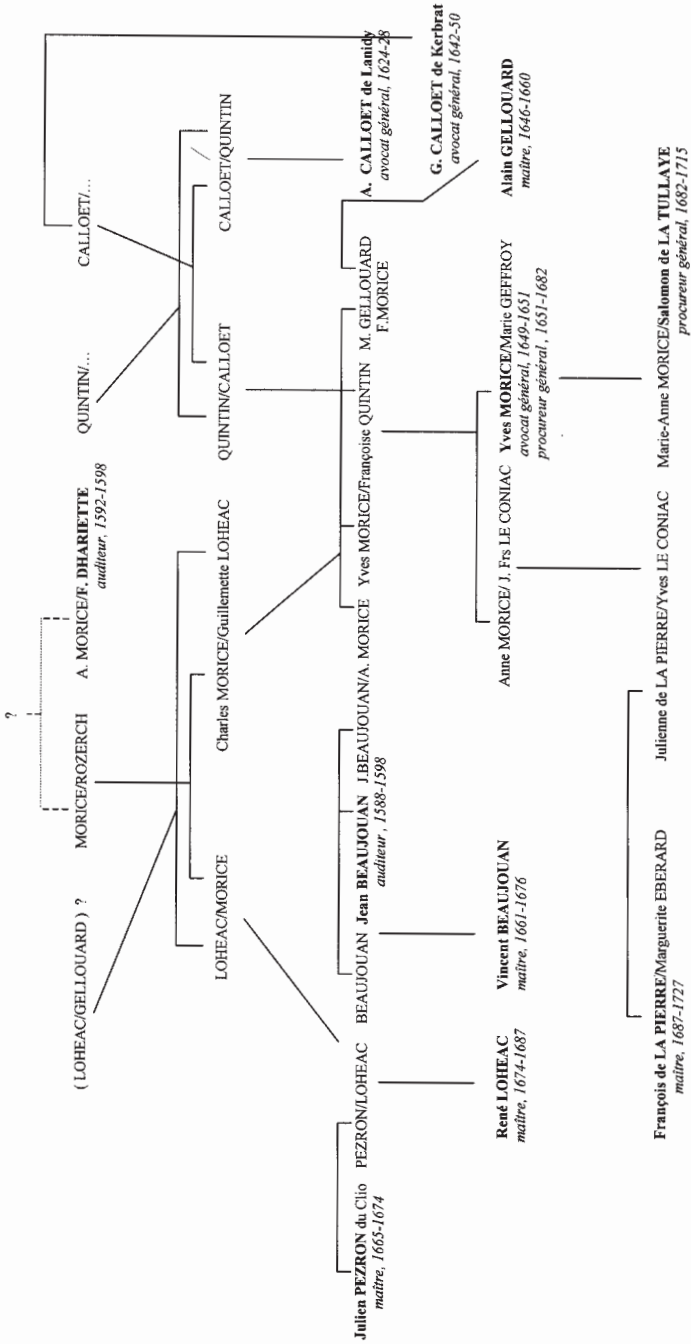 ?
( LOHEAC/GELLOUARD ) ?
MORICE/ROZERCH
A. MORICE/F. DHARIETTE
auditeur, 1592-1598
QUINTIN/...
CALLOET/...
LOHEAC/MORICE
Charles MORICE/Guillemette LOHEAC
QUINTIN/CALLOET
CALLOET/QUINTIN
Julien PEZRON du Clio
maître, 1665-1674
PEZRON/LOHEAC
BEAUJOUAN
Jean BEAUJOUAN
auditeur, 1588-1598
J.BEAUJOUAN/A. MORICE
Yves MORICE/Françoise QUINTIN
M. GELLOUARD
F.MORICE
A. CALLOET de Lanidy
avocat général, 1624-28
G. CALLOET de Kerbrat
avocat général, 1642-50
René LOHEAC
maître, 1674-1687
Vincent BEAUJOUAN
maître, 1661-1676
Anne MORICE/ J. Frs LE CONIAC
Yves MORICE/Marie GEFFROY
avocat général, 1649-1651
procureur général, 1651-1682
Alain GELLOUARD
maître, 1646-1660
François de LA PIERRE/Marguerite EBERARD
maître, 1687-1727
Julienne de LA PIERRE/Yves LE CONIAC
Marie-Anne MORICE/Salomon de LA TULLAYE
procureur général, 1682-1715